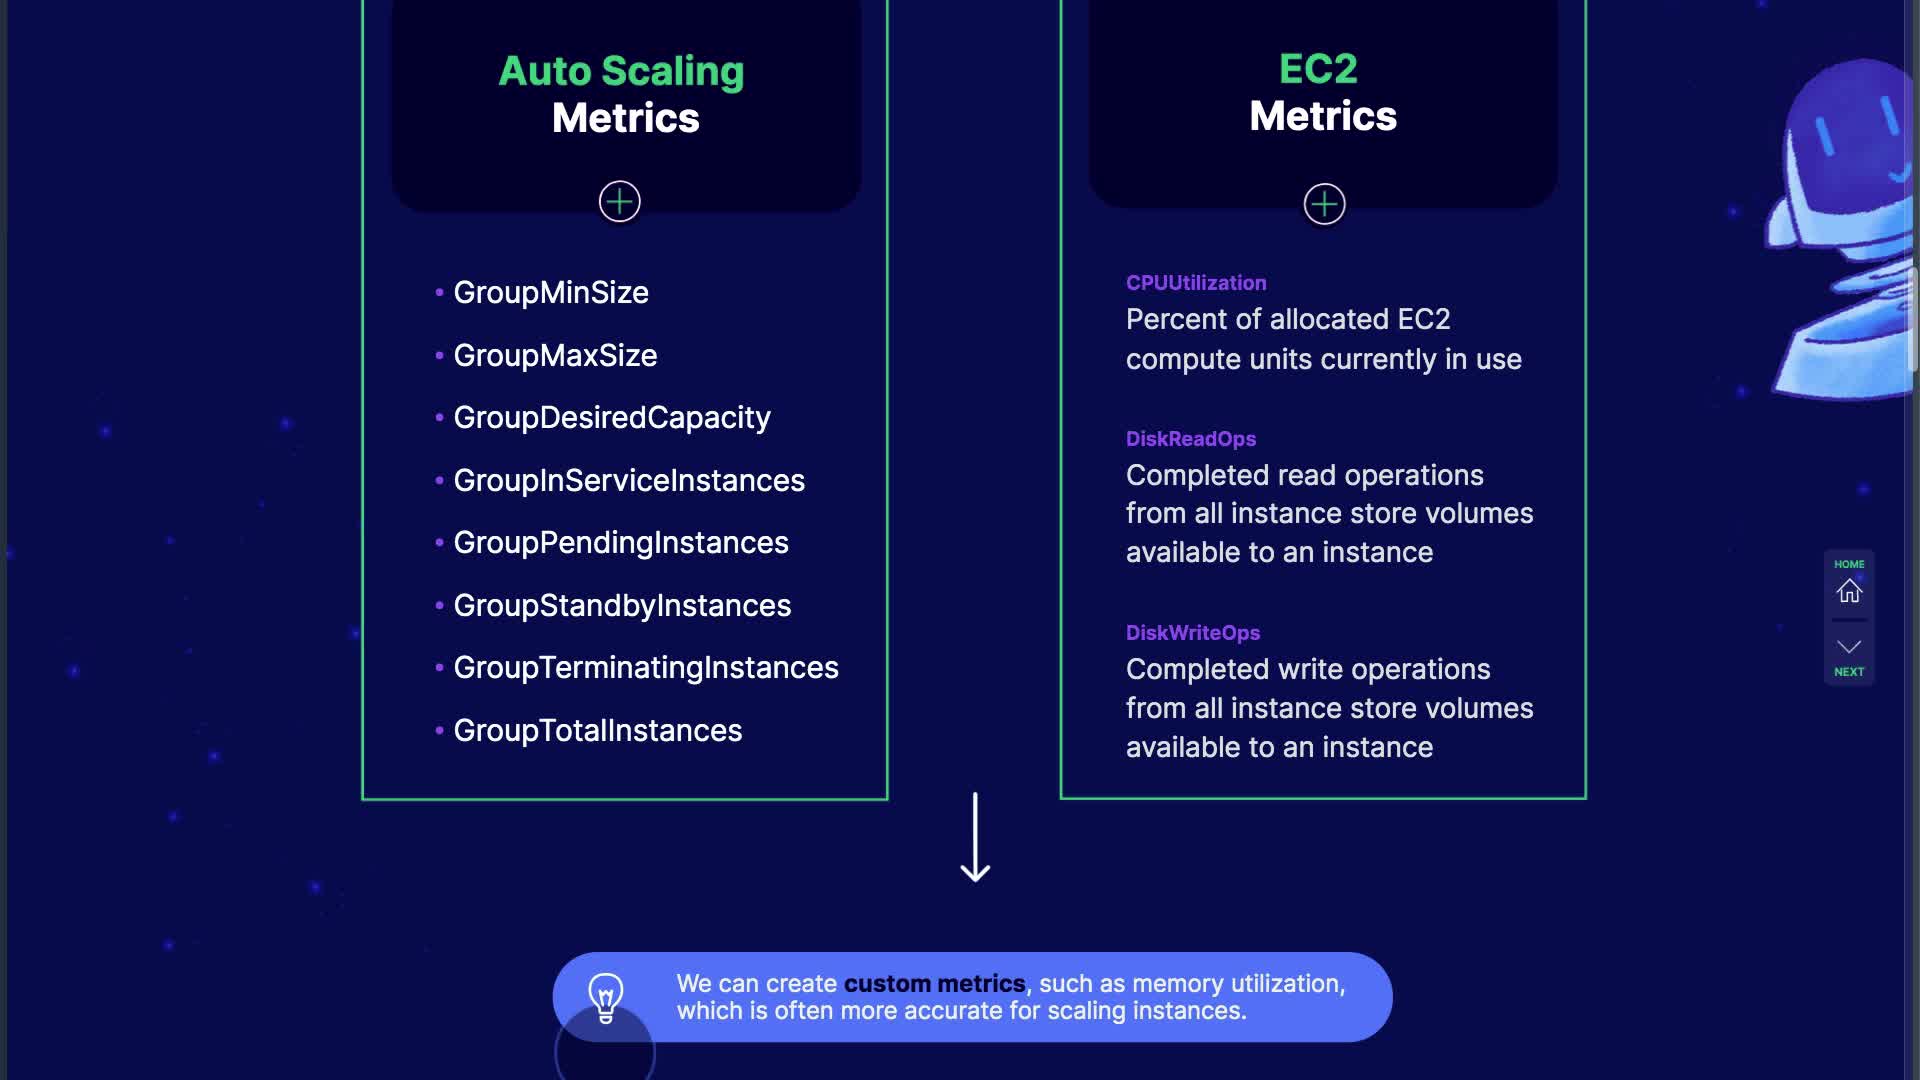 Auto Scaling
Metrics
• GroupMinSize
• GroupMaxSize
• GroupDesiredCapacity
• GroupInServiceInstances
• GroupPendingInstances
• GroupStandbyInstances
• GroupTerminatingInstances
• GroupTotalInstances
EC2
Metrics
CPUUtilization
Percent of allocated EC2
compute units currently in use
DiskReadOps
Completed read operations
from all instance store volumes
available to an instance
DiskWriteOps
Completed write operations
from all instance store volumes
available to an instance
We can create custom metrics, such as memory utilization,
which is often more accurate for scaling instances.
HOME
NEXT